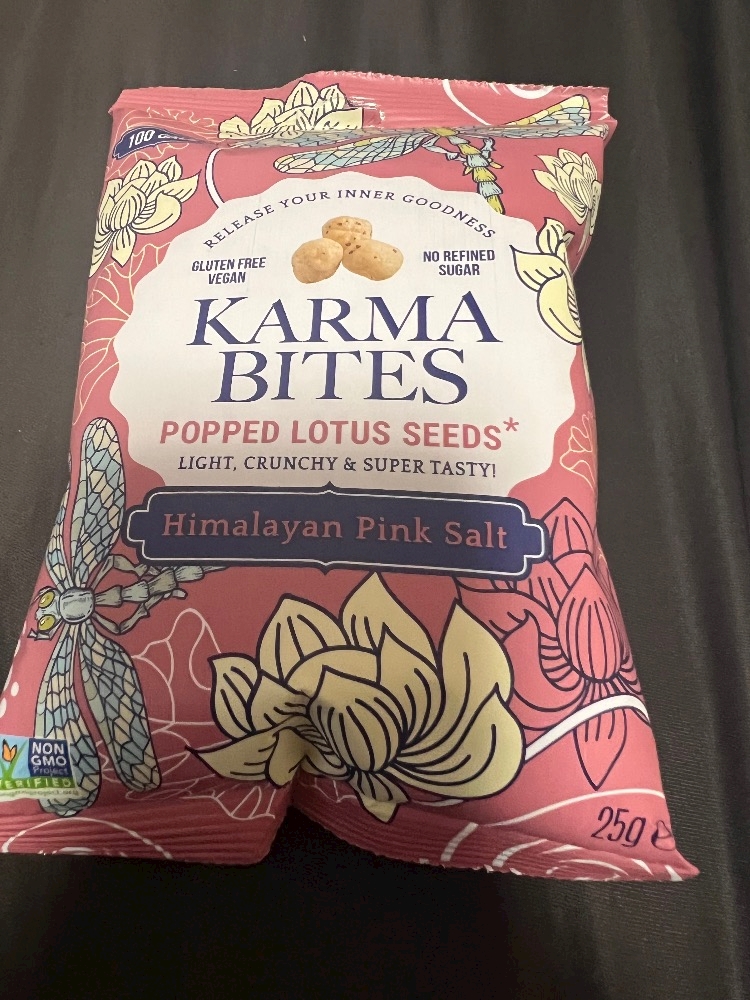 100
RELEASE YOUR INNER GOODNESS
GLUTEN FREE
VEGAN
NO REFINED
SUGAR
KARMA
BITES
POPPED LOTUS SEEDS*
LIGHT, CRUNCHY & SUPER TASTY!
Himalayan Pink Salt
NON
GMO
Project
VERIFIED
25g e